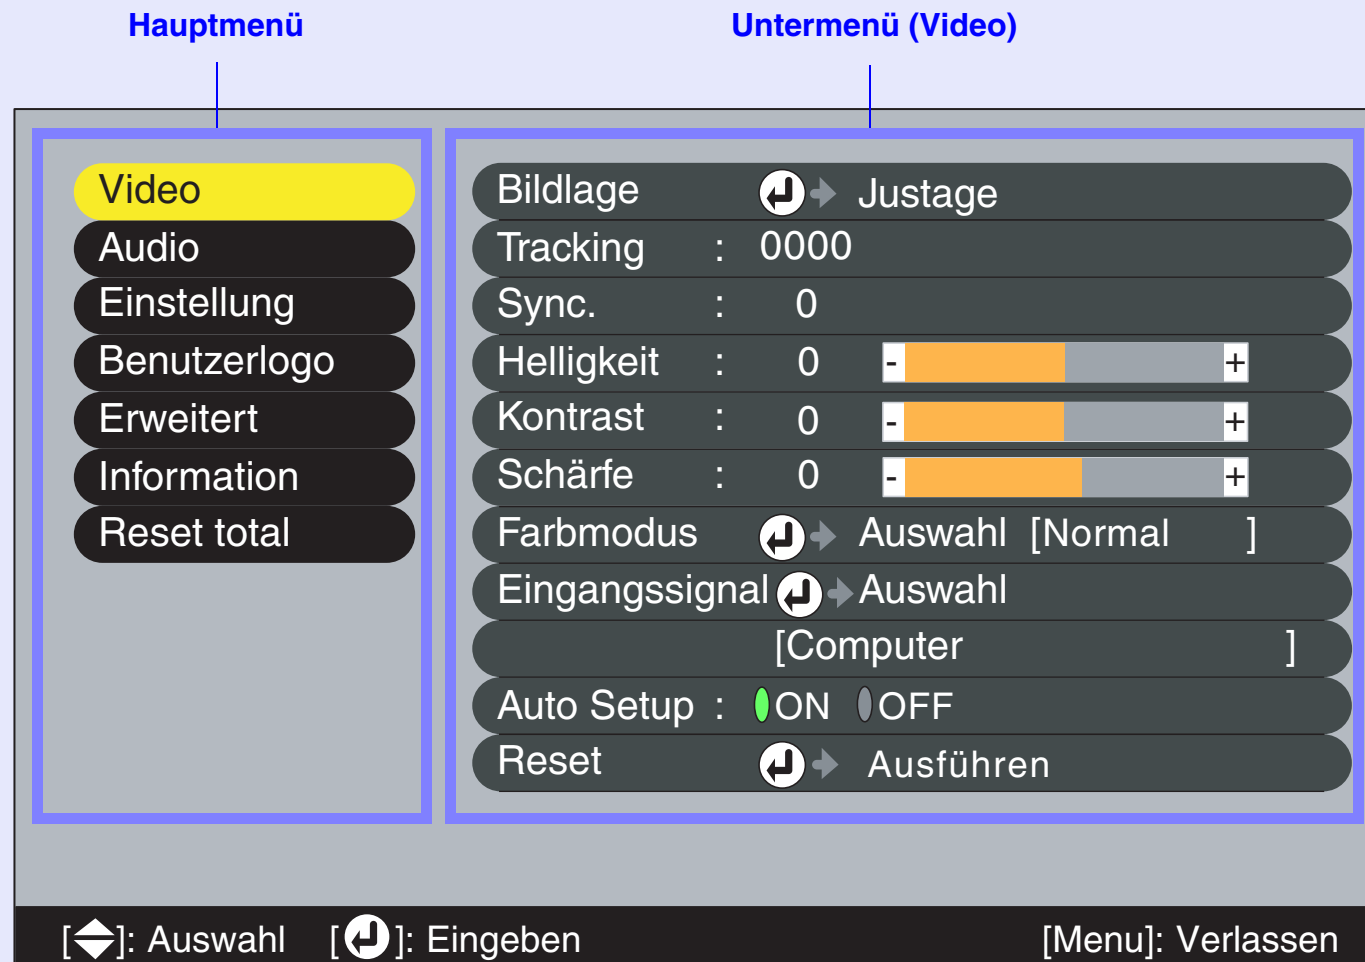 Hauptmenü
Untermenü (Video)
Video
Audio
Einstellung
Benutzerlogo
Erweitert
Information
Reset total
Bildlage Justage
Tracking : 0000
Sync. : 0
Helligkeit : 0 - +
Kontrast : 0 - +
Schärfe : 0 - +
Farbmodus Auswahl [Normal ]
Eingangssignal Auswahl
[Computer ]
Auto Setup : ON OFF
Reset Ausführen
[ ]: Auswahl [ ]: Eingeben [Menu]: Verlassen